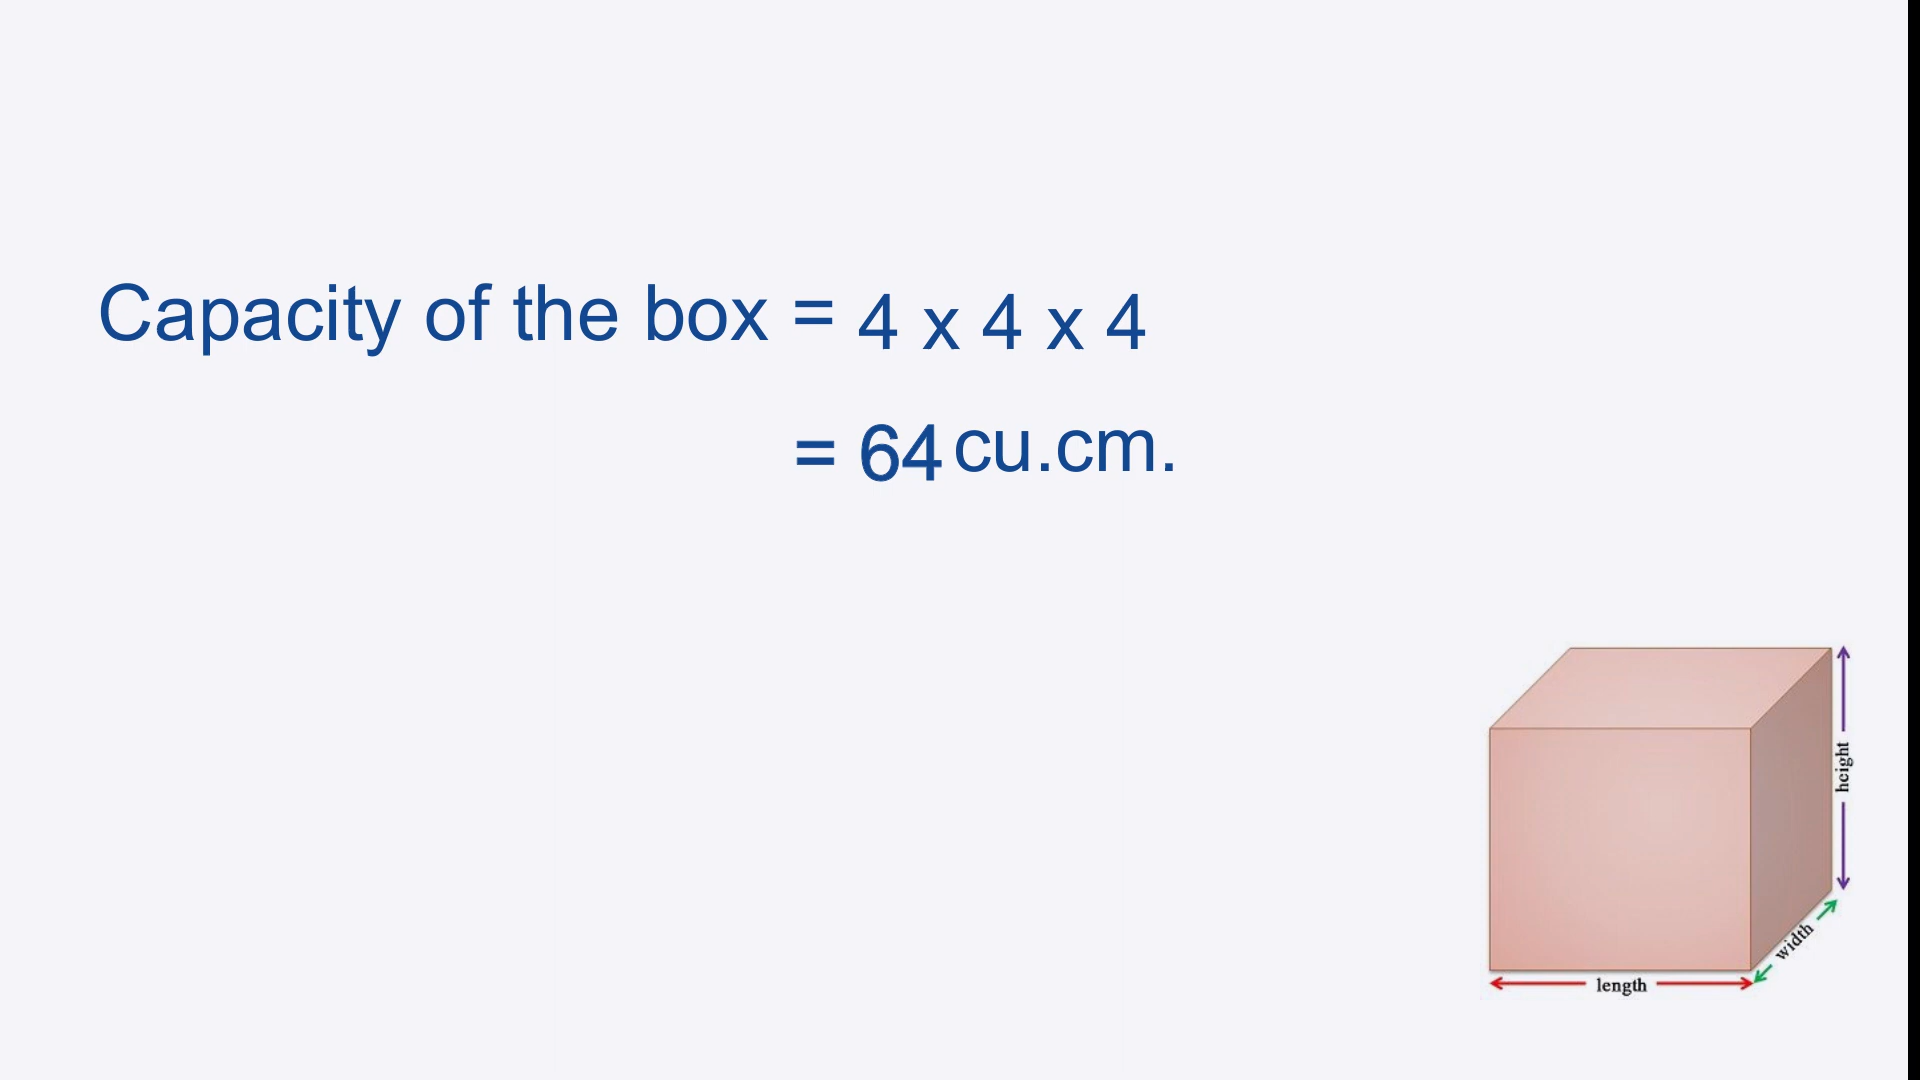 Capacity of the box = 4 x 4 x 4
= 64 cu.cm.
height
width
length